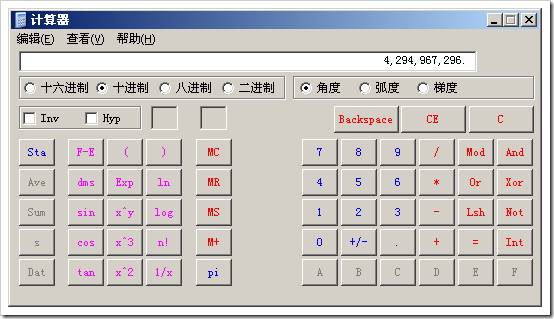 计算器
编辑(E) 查看(V) 帮助(H)
4,294,967,296.
十六进制 十进制 八进制 二进制 角度 弧度 梯度
Inv Hyp Backspace CE C
Sta F-E ( ) MC 7 8 9 / Mod And
Ave dms Exp ln MR 4 5 6 * Or Xor
Sum sin x^y log MS 1 2 3 - Lsh Not
s cos x^3 n! M+ 0 +/- . + = Int
Dat tan x^2 1/x pi A B C D E F